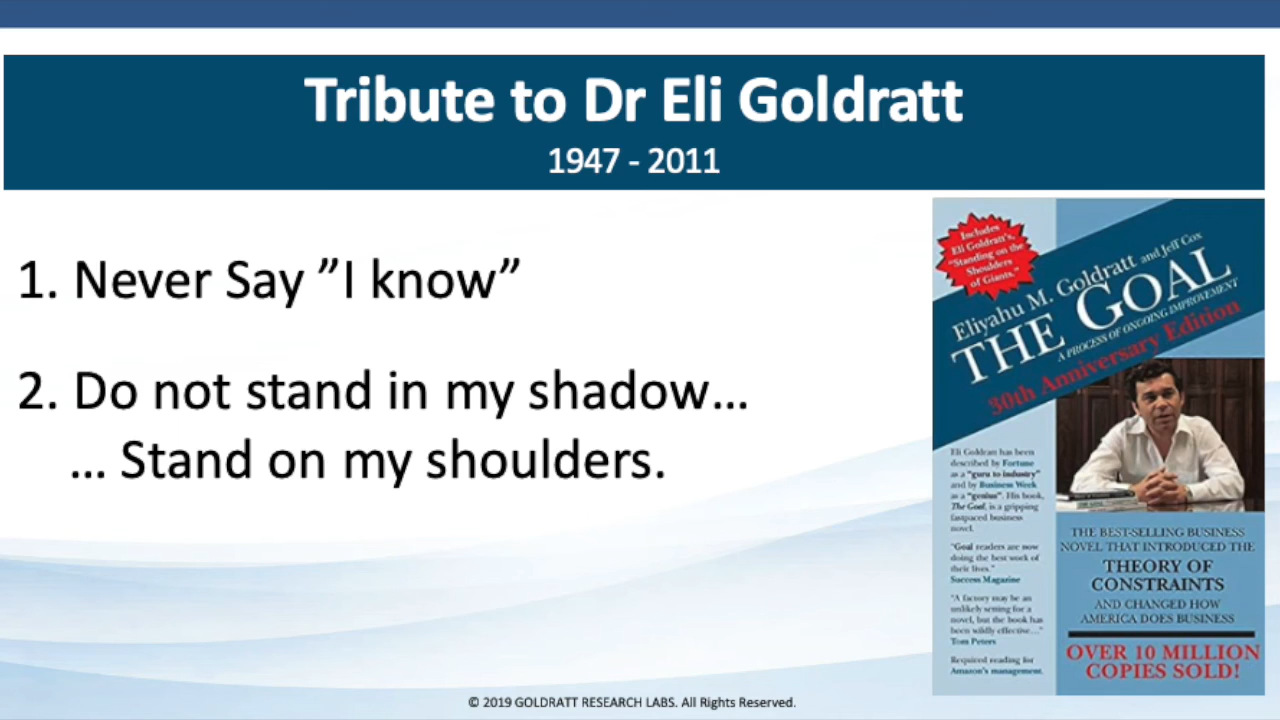 Tribute to Dr Eli Goldratt
1947 - 2011
1. Never Say ”I know”
2. Do not stand in my shadow...
... Stand on my shoulders.
Includes
Eli Goldratt's,
"Standing on the
Shoulders
of Giants."
Eliyahu M. Goldratt and Jeff Cox
THE GOAL
A PROCESS OF ONGOING IMPROVEMENT
30th Anniversary Edition
Eli Goldratt has been
described by Fortune
as a "guru to industry"
and by Business Week
as a "genius". His book,
The Goal, is a gripping
fastpaced business
novel.
"Goal readers are now
doing the best work of
their lives."
Success Magazine
"A factory may be an
unlikely setting for a
novel, but the book has
been wildly effective..."
Tom Peters
Required reading for
Amazon's management.
THE BEST-SELLING BUSINESS
NOVEL THAT INTRODUCED THE
THEORY OF
CONSTRAINTS
AND CHANGED HOW
AMERICA DOES BUSINESS
OVER 10 MILLION
COPIES SOLD!
© 2019 GOLDRATT RESEARCH LABS. All Rights Reserved.